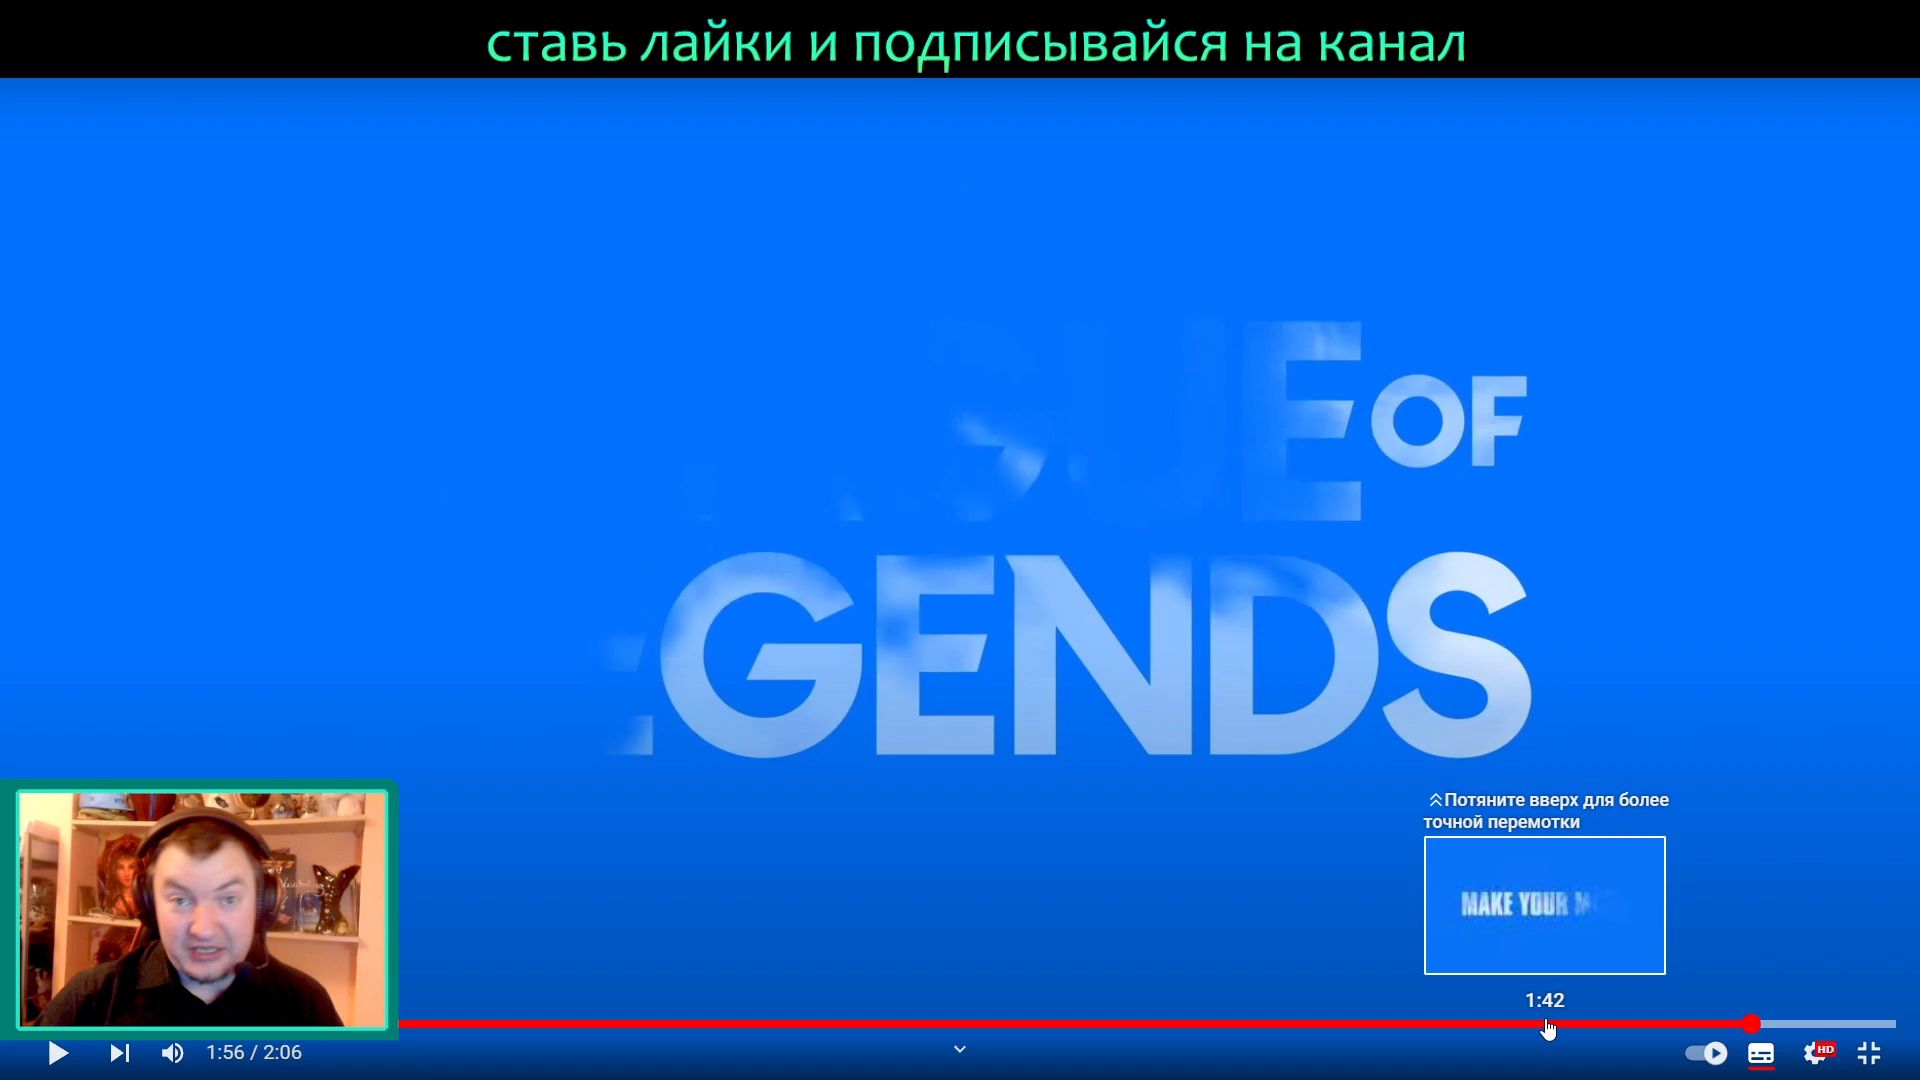 ставь лайки и подписывайся на канал
UE OF
GENDS
Потяните вверх для более
точной перемотки
MAKE YOUR
1:42
1:56 / 2:06
HD